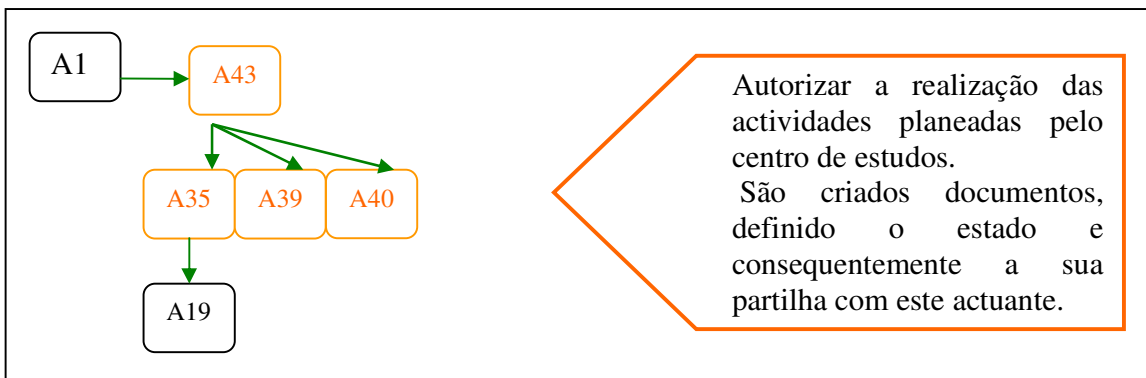 A1
A43
A35 A39 A40
A19
Autorizar a realização das
actividades planeadas pelo
centro de estudos.
São criados documentos,
definido o estado e
consequentemente a sua
partilha com este actuante.